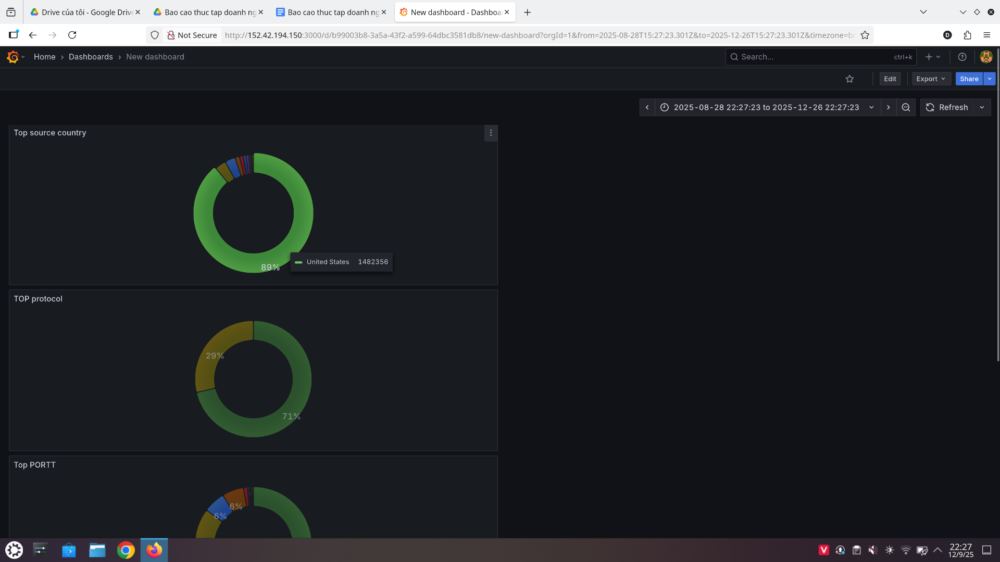 Drive của tôi - Google Drive
Bao cao thuc tap doanh ng
Bao cao thuc tap doanh ng
New dashboard - Dashboa
Not Secure
http://152.42.194.150:3000/d/b99003b8-3a5a-43f2-a599-64dbc3581db8/new-dashboard?orgId=1&from=2025-08-28T15:27:23.301Z&to=2025-12-26T15:27:23.301Z&timezone=br
D
Home › Dashboards › New dashboard
Search...
ctrl+k
Edit
Export
Share
2025-08-28 22:27:23 to 2025-12-26 22:27:23
Refresh
Top source country
United States 1482356
89%
TOP protocol
29%
71%
Top PORTT
6%
6%
V
22:27
12/9/25